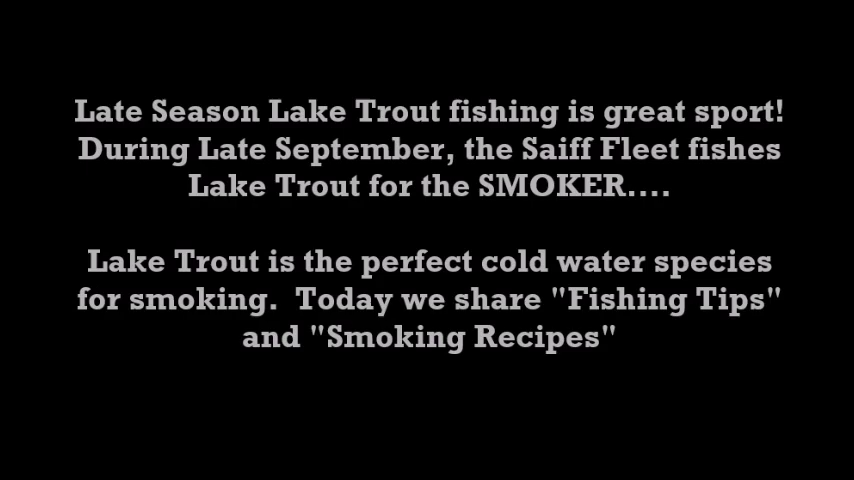 Late Season Lake Trout fishing is great sport!
During Late September, the Saiff Fleet fishes
Lake Trout for the SMOKER....
Lake Trout is the perfect cold water species
for smoking.  Today we share "Fishing Tips"
and "Smoking Recipes"